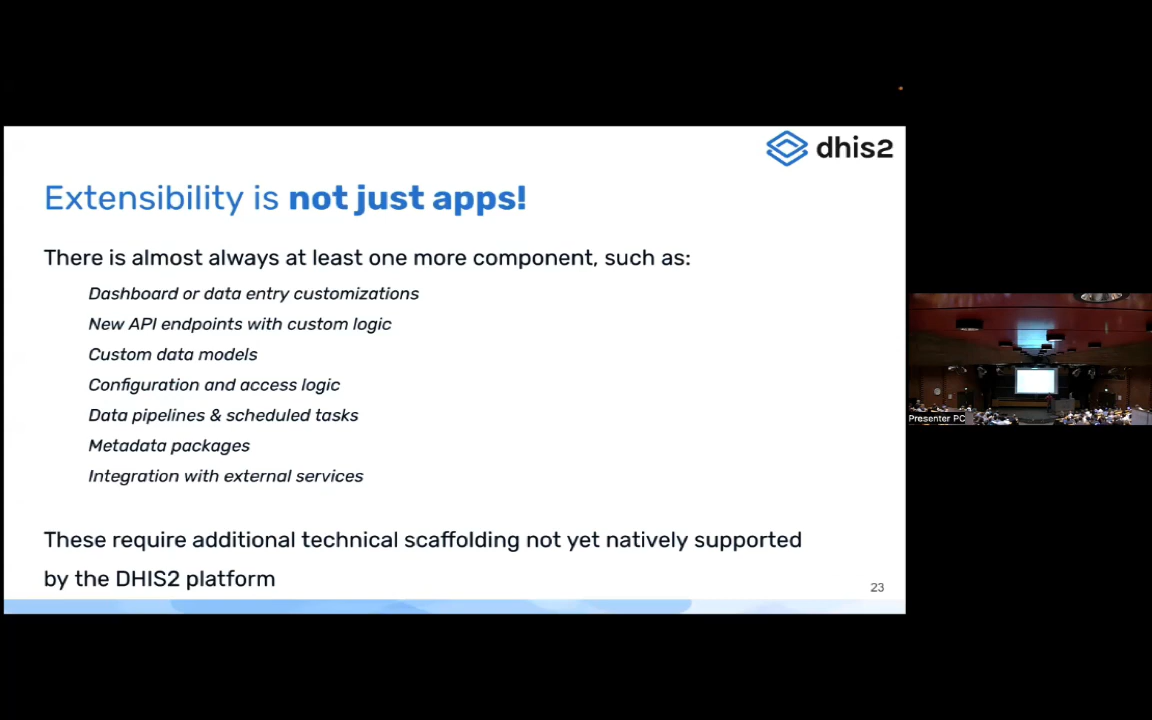 dhis2
Extensibility is not just apps!
There is almost always at least one more component, such as:
Dashboard or data entry customizations
New API endpoints with custom logic
Custom data models
Configuration and access logic
Data pipelines & scheduled tasks
Metadata packages
Integration with external services
These require additional technical scaffolding not yet natively supported
by the DHIS2 platform
23
Presenter PC